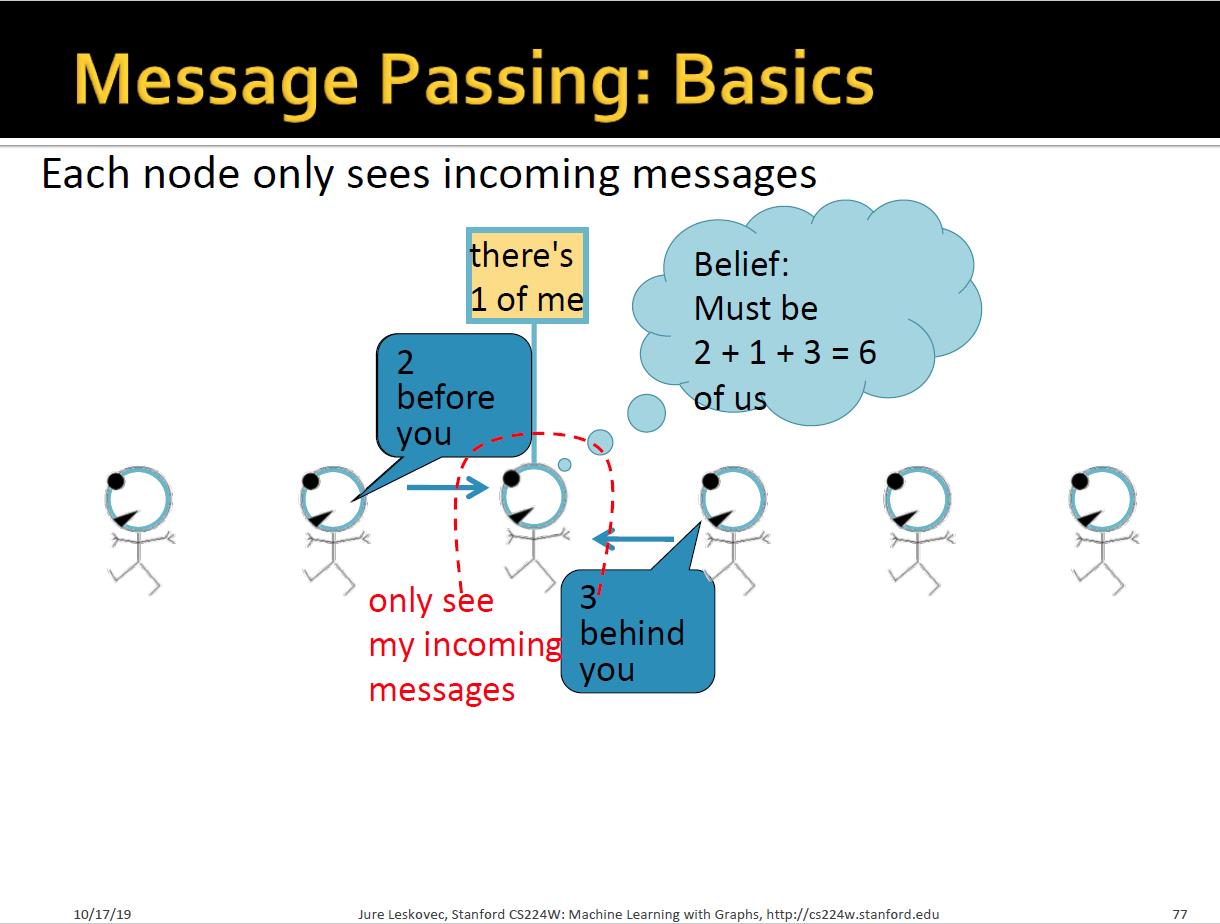 Message Passing: Basics
Each node only sees incoming messages
there's
1 of me
Belief:
Must be
2 + 1 + 3 = 6
of us
2
before
you
only see
my incoming
messages
3
behind
you
10/17/19
Jure Leskovec, Stanford CS224W: Machine Learning with Graphs, http://cs224w.stanford.edu
77